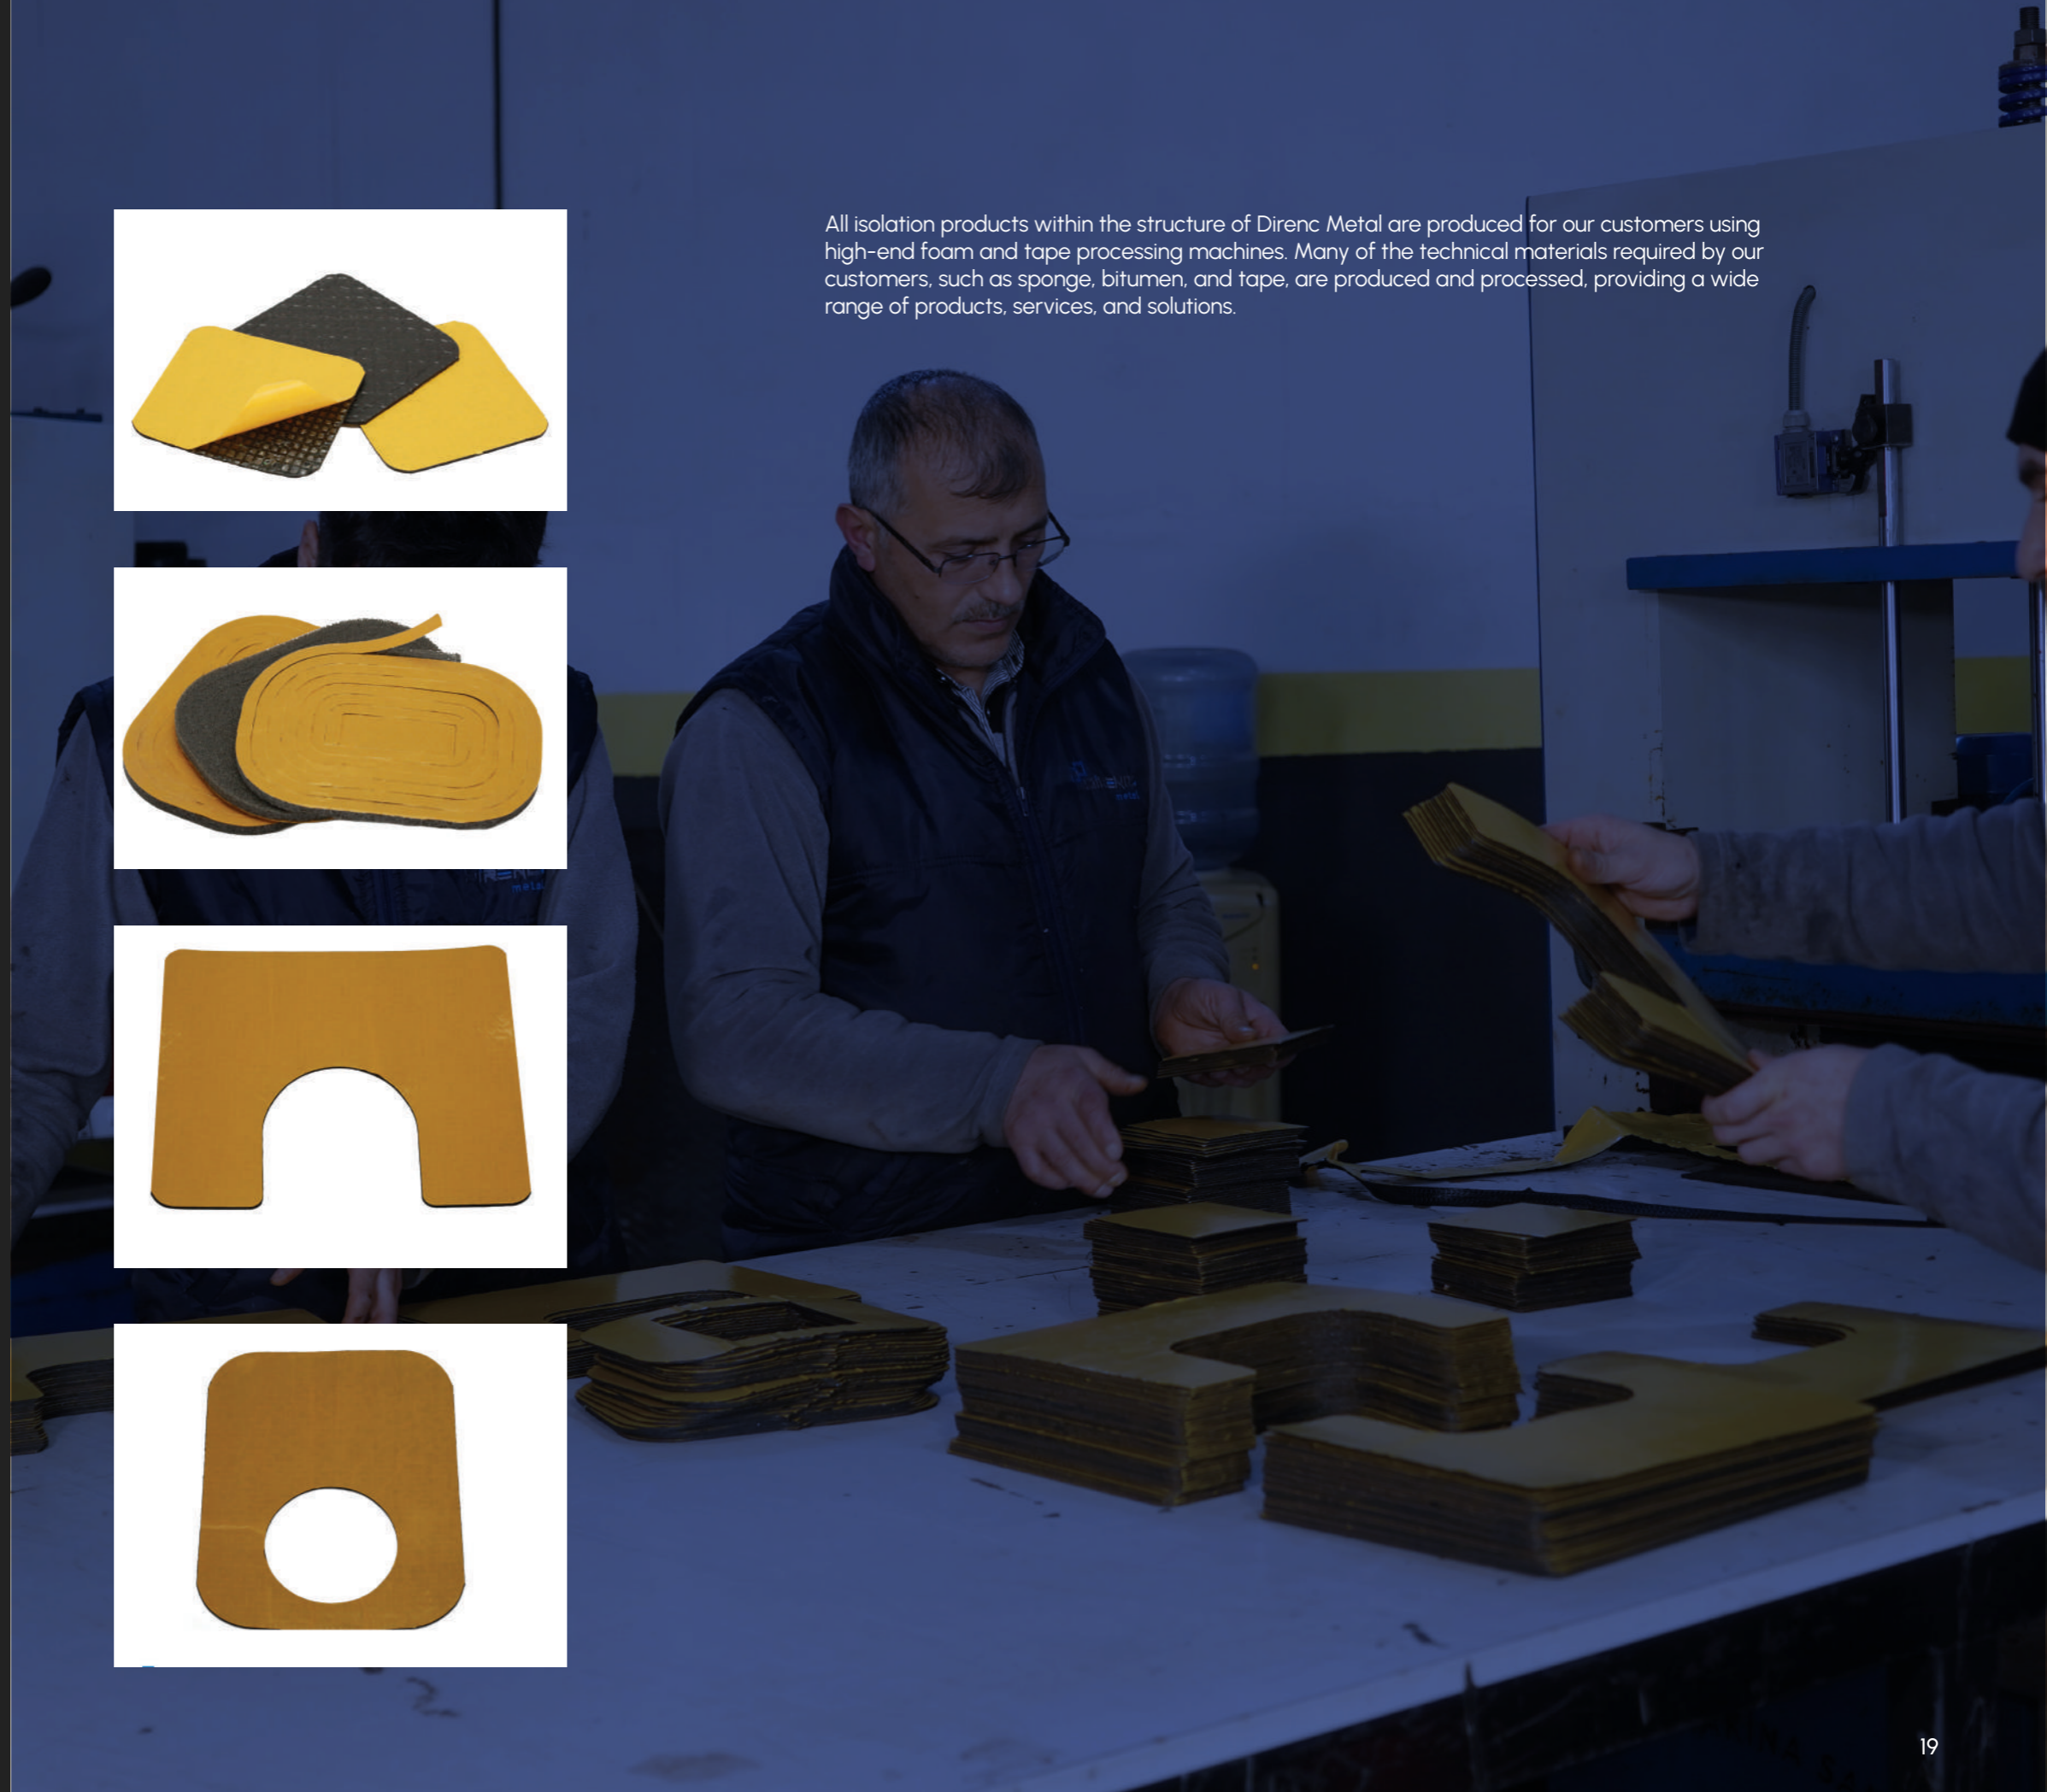 All isolation products within the structure of Direnc Metal are produced for our customers using
high-end foam and tape processing machines. Many of the technical materials required by our
customers, such as sponge, bitumen, and tape, are produced and processed, providing a wide
range of products, services, and solutions.
metal
19